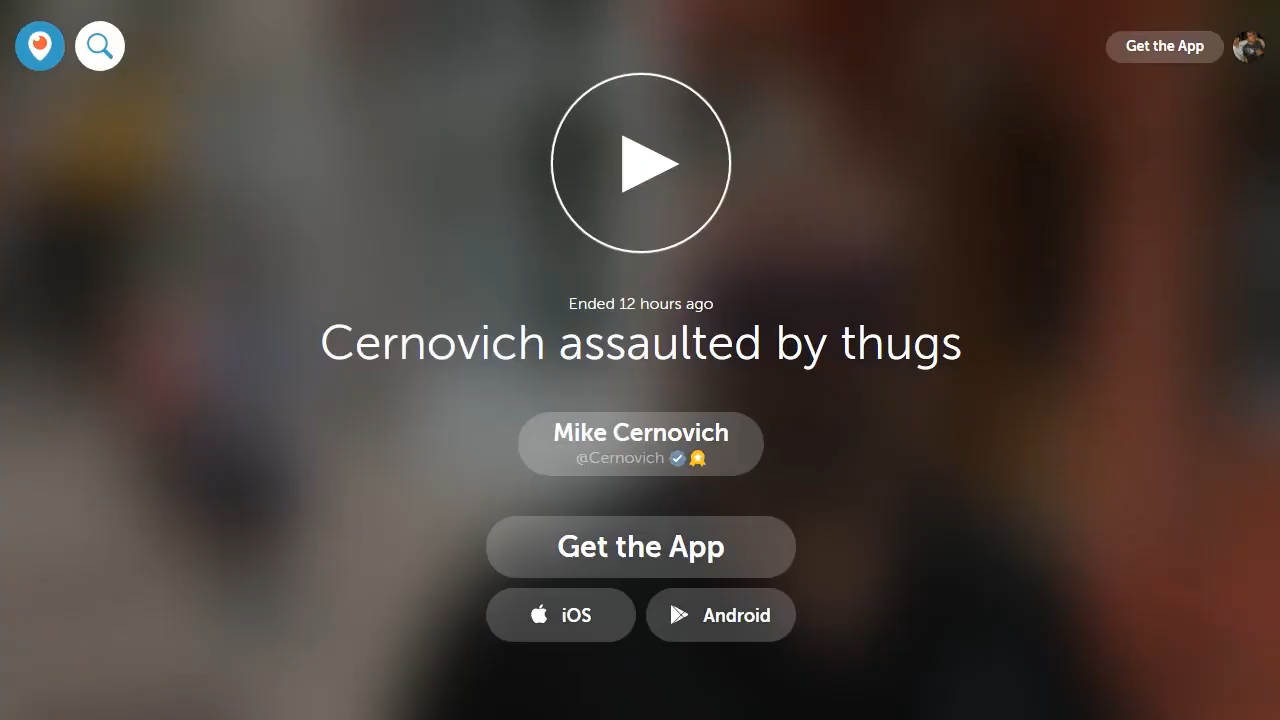 Get the App
Ended 12 hours ago
Cernovich assaulted by thugs
Mike Cernovich
@Cernovich
Get the App
iOS
Android